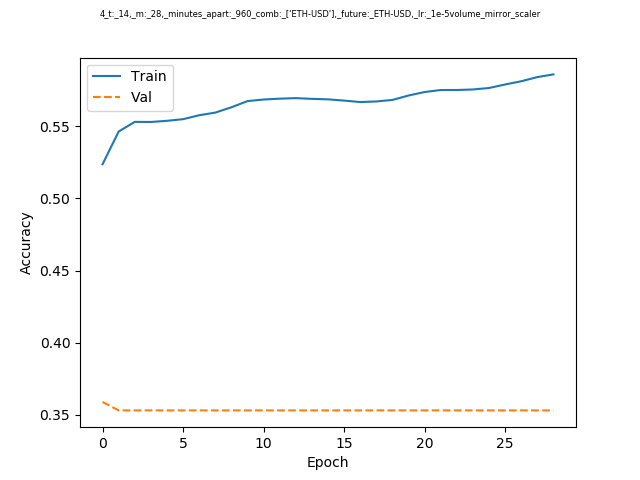 4_t:_14,_m:_28,_minutes_apart:_960_comb:_['ETH-USD'],_future:_ETH-USD,_lr:_1e-5volume_mirror_scaler
Train
Val
0.55
0.50
0.45
0.40
0.35
Accuracy
0 5 10 15 20 25
Epoch